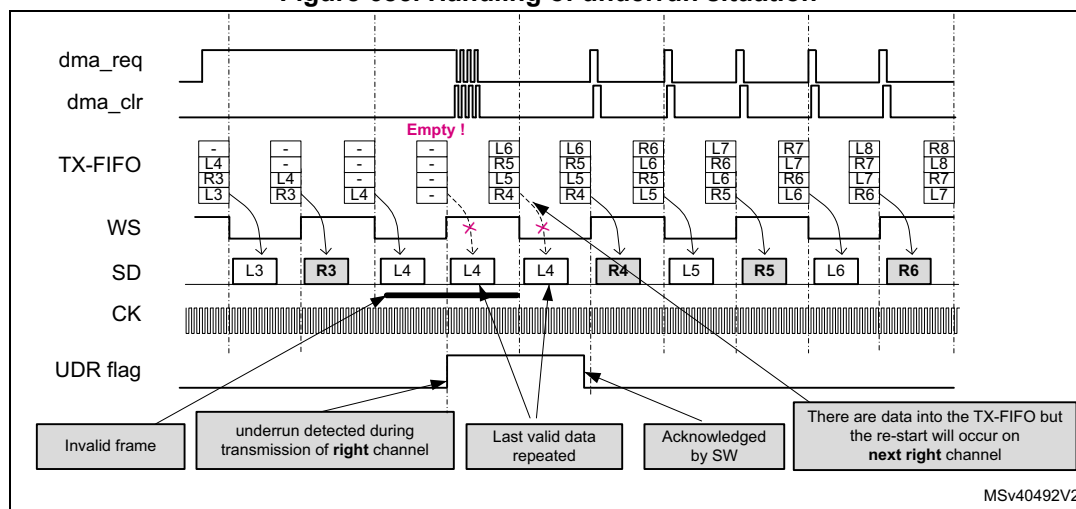 Figure Handling of underrun situation
dma_req
dma_clr
Empty !
TX-FIFO
- - - - L6 L6 R6 L7 R7 L8 R8
L4 - - - R5 R5 L6 R6 L7 R7 L8
R3 L4 - - L5 L5 R5 L6 R6 L7 R7
L3 R3 L4 - R4 R4 L5 R5 L6 R6 L7
WS
SD
L3 R3 L4 L4 L4 R4 L5 R5 L6 R6
CK
UDR flag
Invalid frame
underrun detected during
transmission of right channel
Last valid data
repeated
Acknowledged
by SW
There are data into the TX-FIFO but
the re-start will occur on
next right channel
MSv40492V2